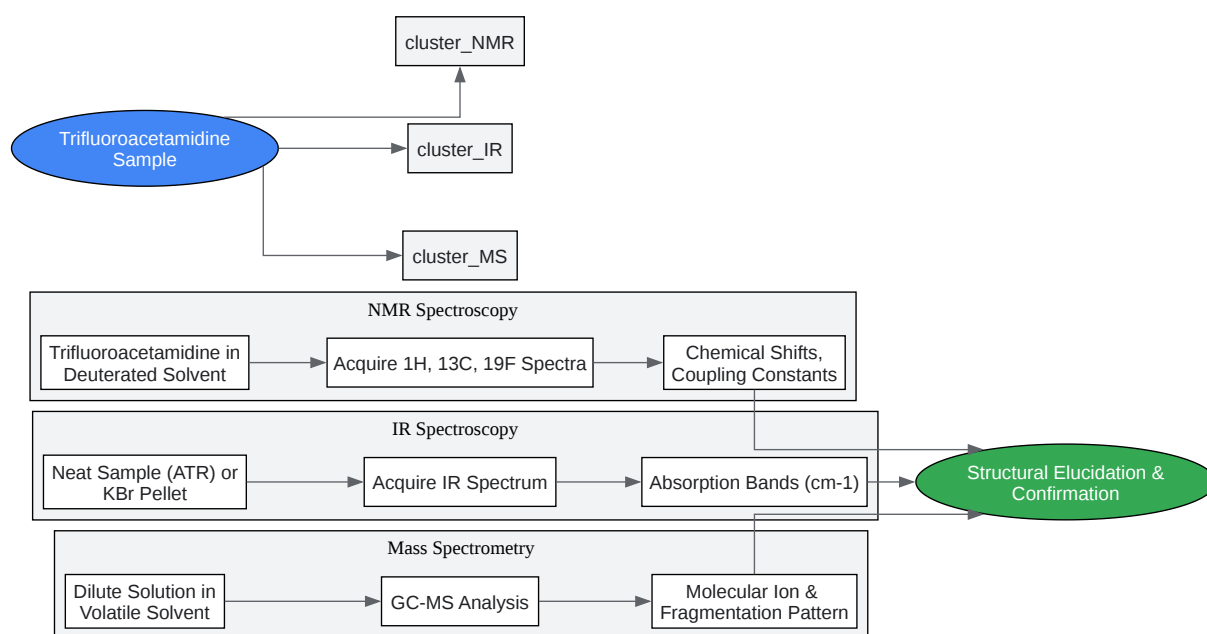 cluster_NMR
Trifluoroacetamidine
Sample
cluster_IR
cluster_MS
NMR Spectroscopy
Trifluoroacetamidine in
Deuterated Solvent
Acquire 1H, 13C, 19F Spectra
Chemical Shifts,
Coupling Constants
IR Spectroscopy
Neat Sample (ATR) or
KBr Pellet
Acquire IR Spectrum
Absorption Bands (cm-1)
Structural Elucidation &
Confirmation
Mass Spectrometry
Dilute Solution in
Volatile Solvent
GC-MS Analysis
Molecular Ion &
Fragmentation Pattern